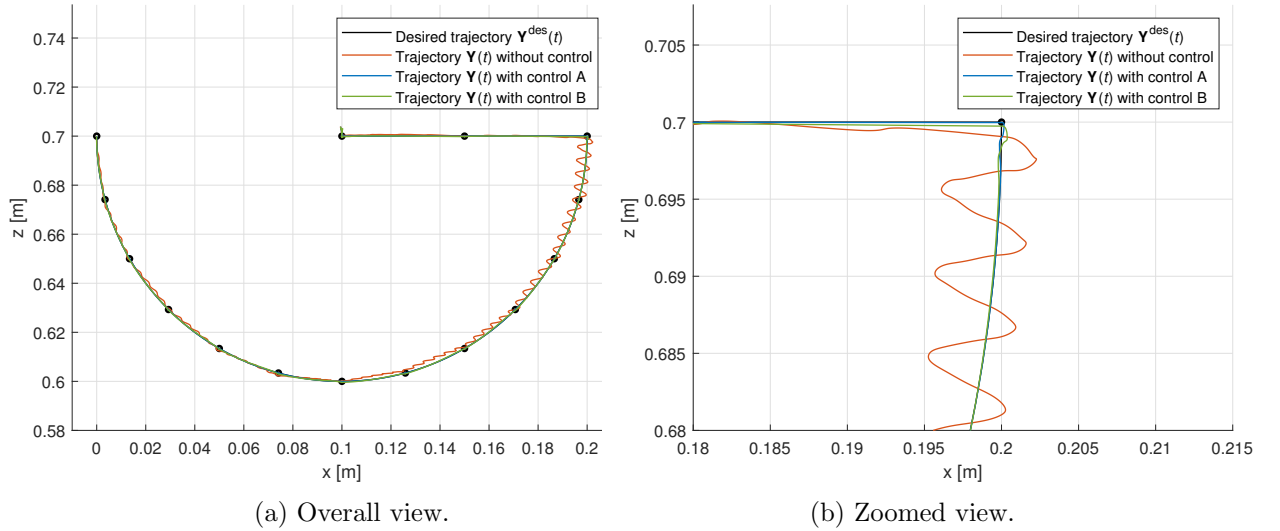 Desired trajectory Y^des(t)
Trajectory Y(t) without control
Trajectory Y(t) with control A
Trajectory Y(t) with control B
0.74
0.72
0.7
0.68
0.66
0.64
0.62
0.6
0.58
z [m]
0 0.02 0.04 0.06 0.08 0.1 0.12 0.14 0.16 0.18 0.2
x [m]
(a) Overall view.
Desired trajectory Y^des(t)
Trajectory Y(t) without control
Trajectory Y(t) with control A
Trajectory Y(t) with control B
0.705
0.7
0.695
0.69
0.685
0.68
z [m]
0.18 0.185 0.19 0.195 0.2 0.205 0.21 0.215
x [m]
(b) Zoomed view.